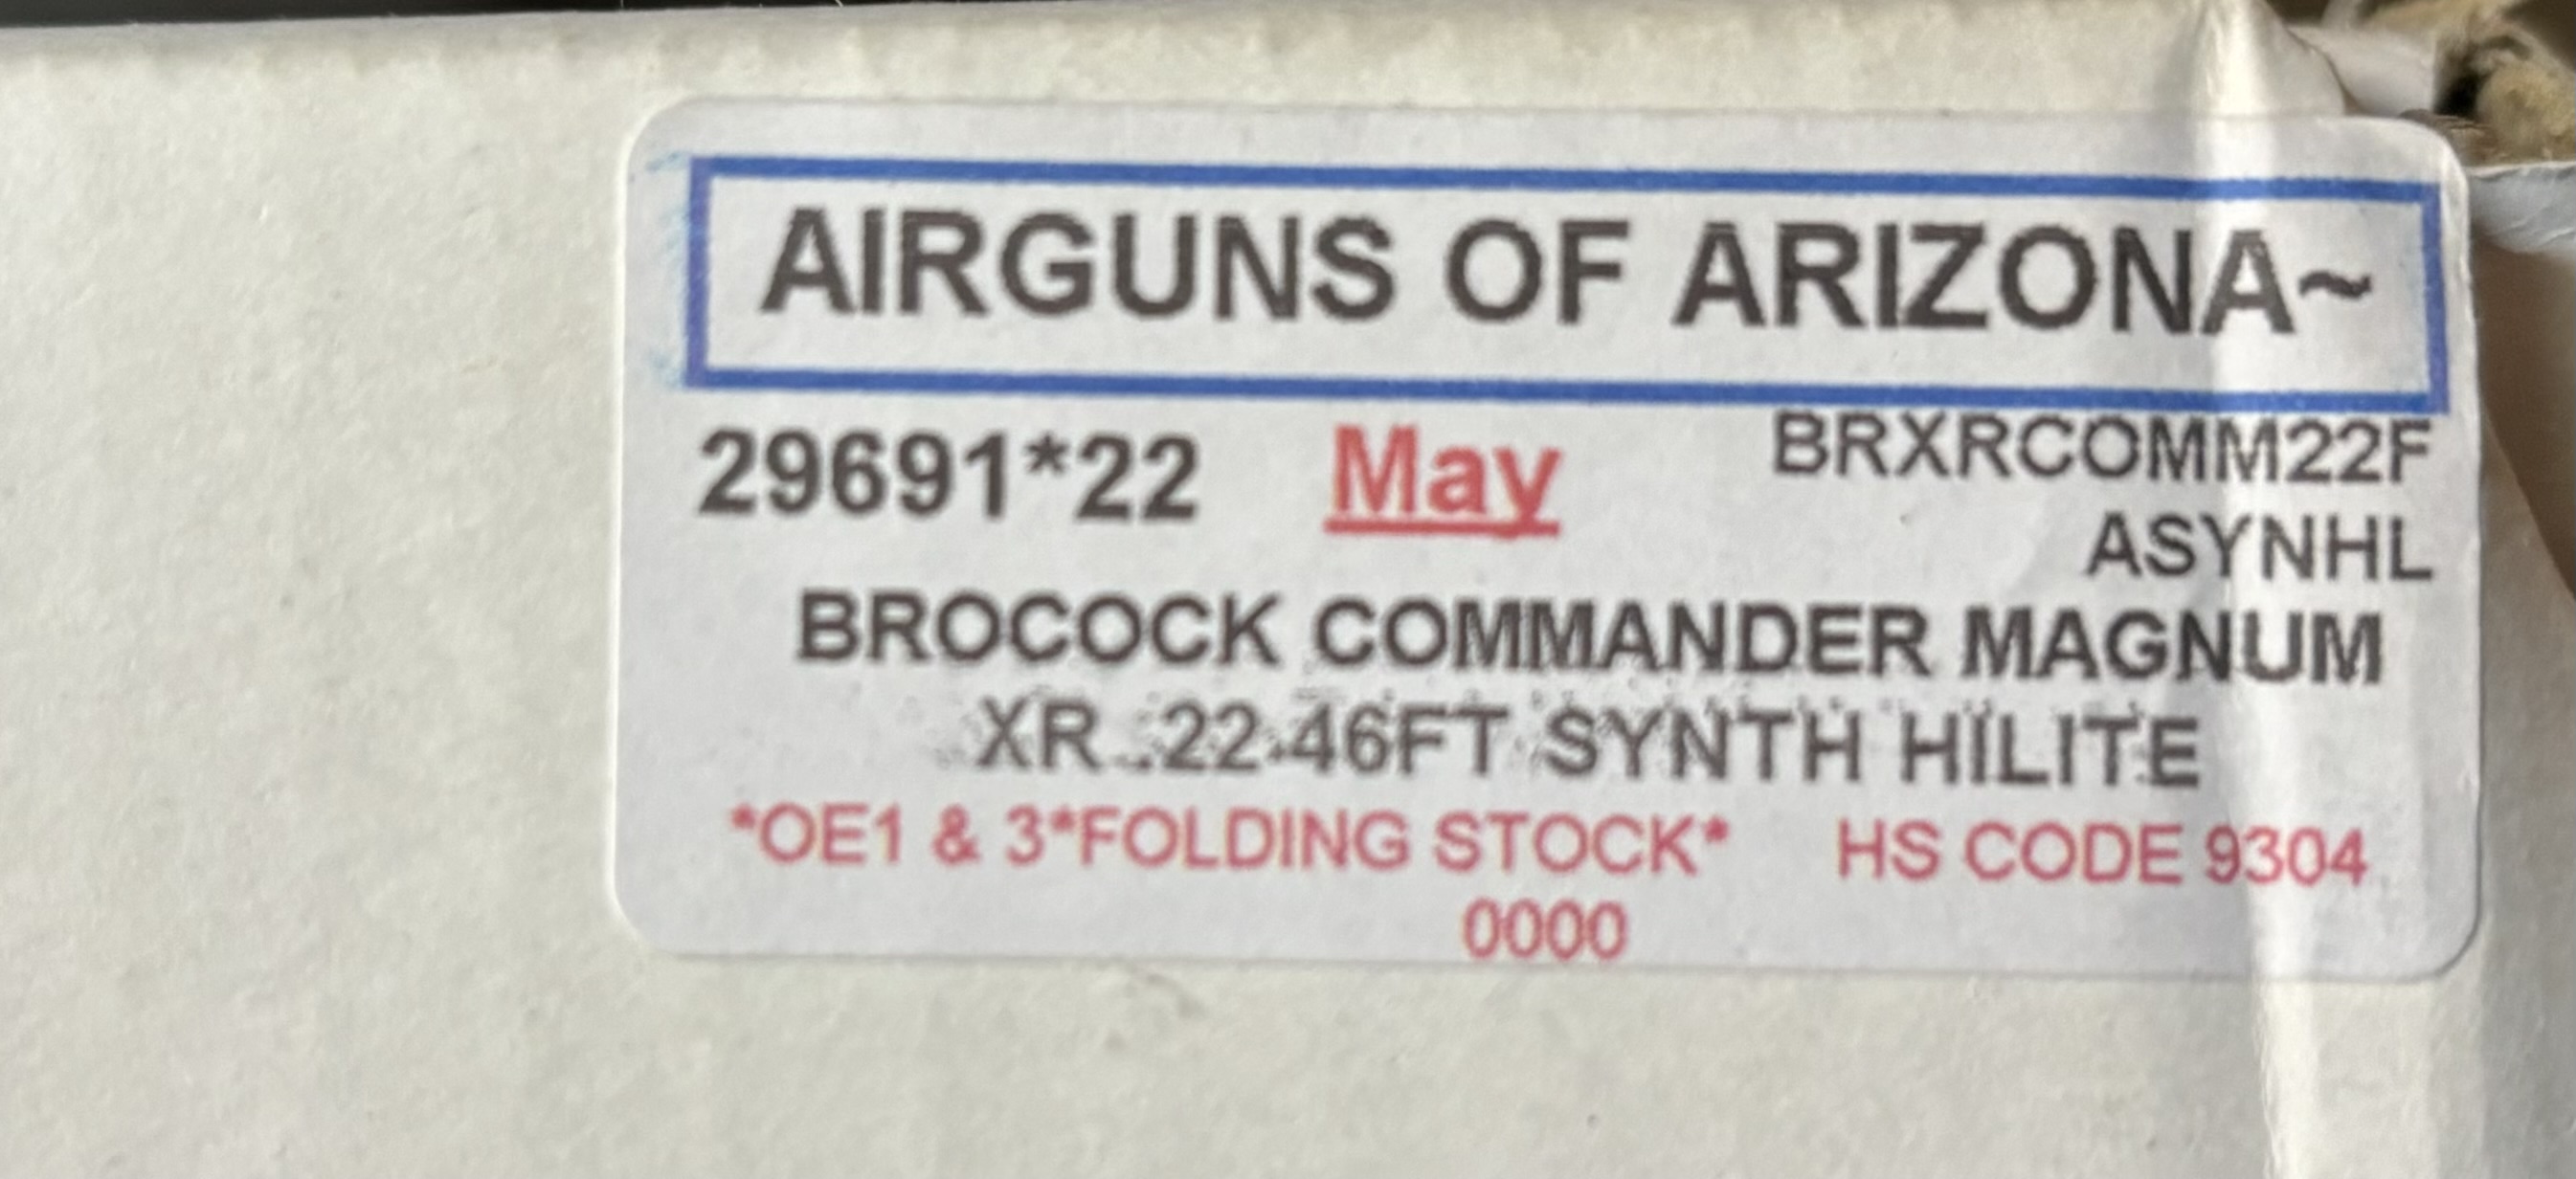 AIRGUNS OF ARIZONA~
29691*22 May BRXRCOMM22F
ASYNHL
BROCOCK COMMANDER MAGNUM
XR .22 46FT SYNTH HILITE
*OE1 & 3*FOLDING STOCK* HS CODE 9304
0000